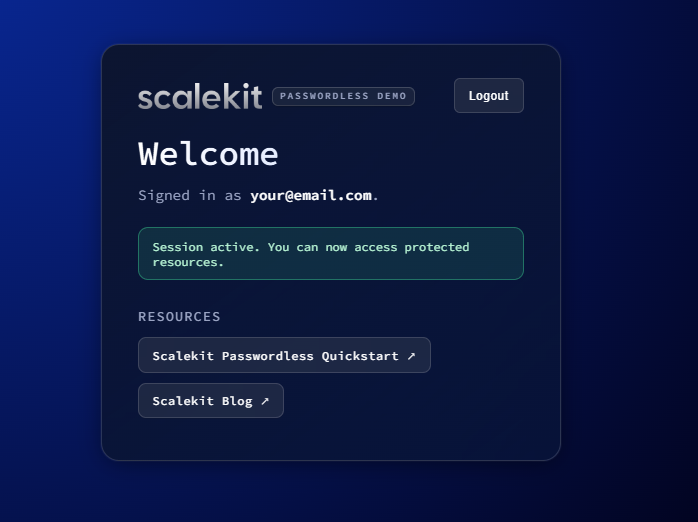 scalekit PASSWORDLESS DEMO Logout
Welcome
Signed in as your@email.com.
Session active. You can now access protected
resources.
RESOURCES
Scalekit Passwordless Quickstart ↗
Scalekit Blog ↗